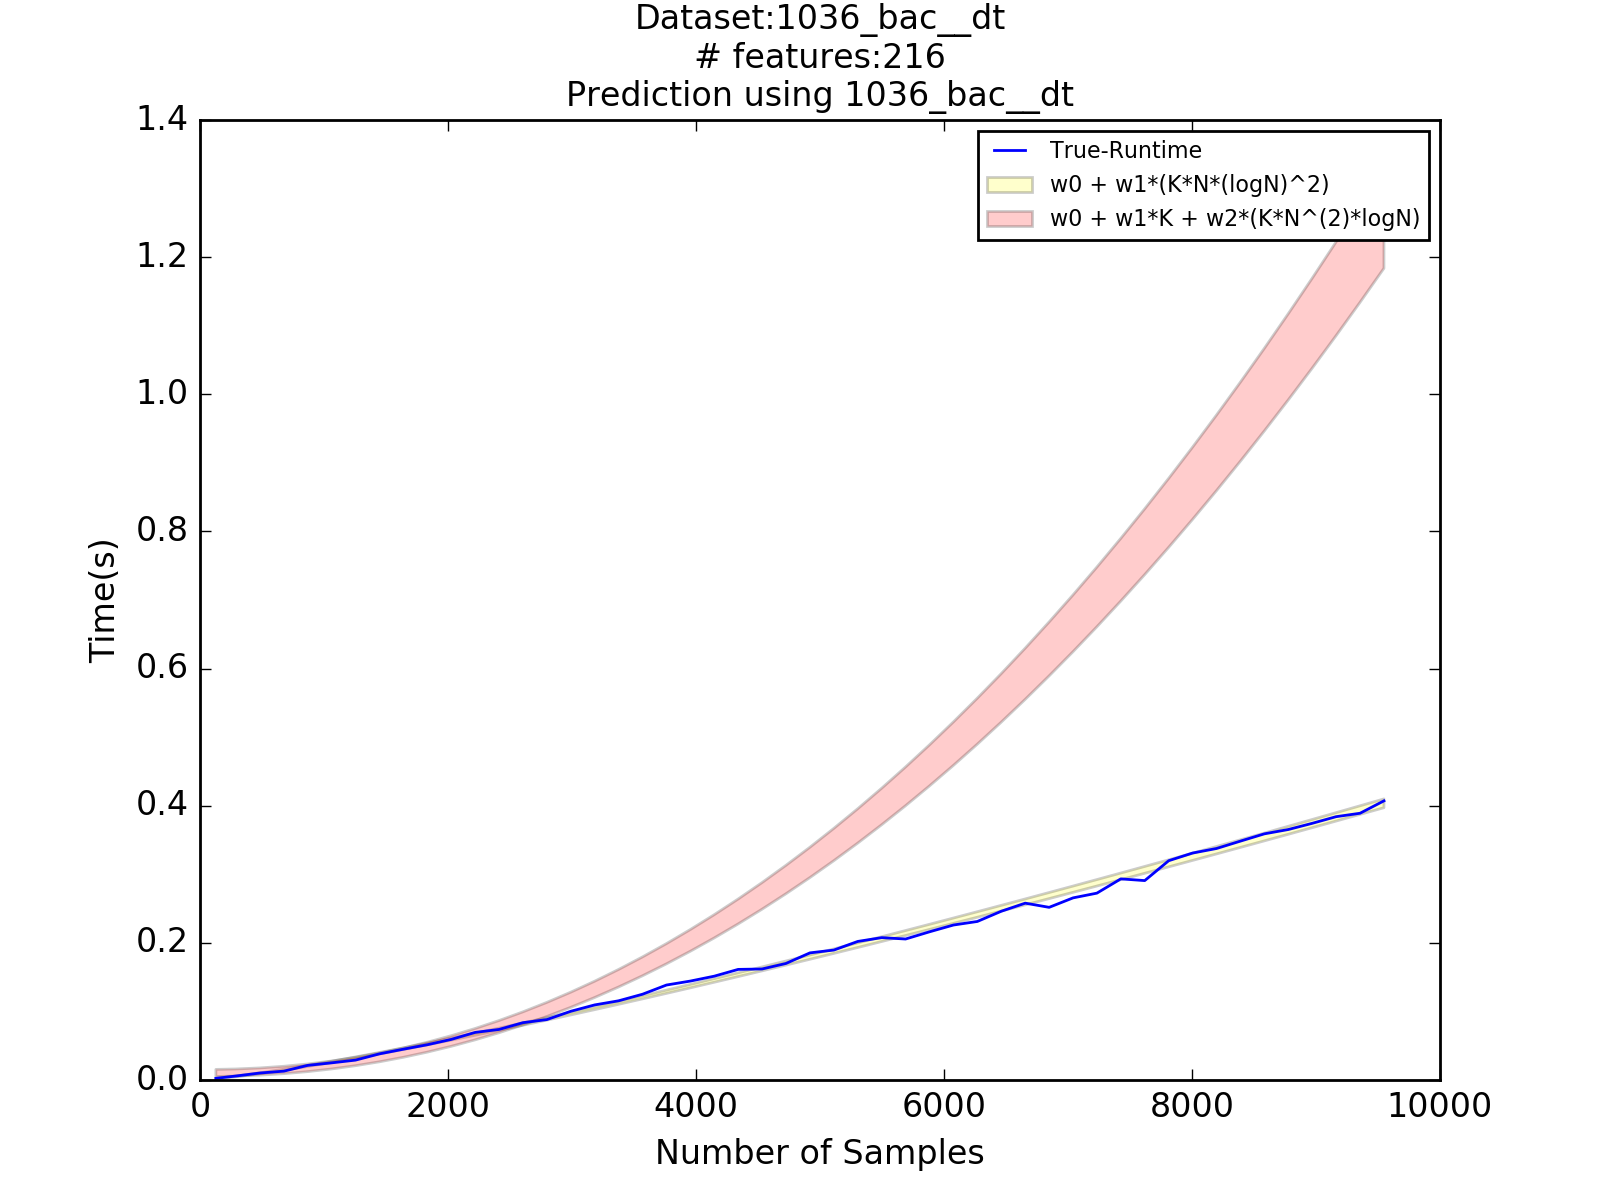 Dataset:1036_bac__dt
# features:216
Prediction using 1036_bac__dt
True-Runtime
w0 + w1*(K*N*(logN)^2)
w0 + w1*K + w2*(K*N^(2)*logN)
Time(s)
1.4
1.2
1.0
0.8
0.6
0.4
0.2
0.0
0 2000 4000 6000 8000 10000
Number of Samples